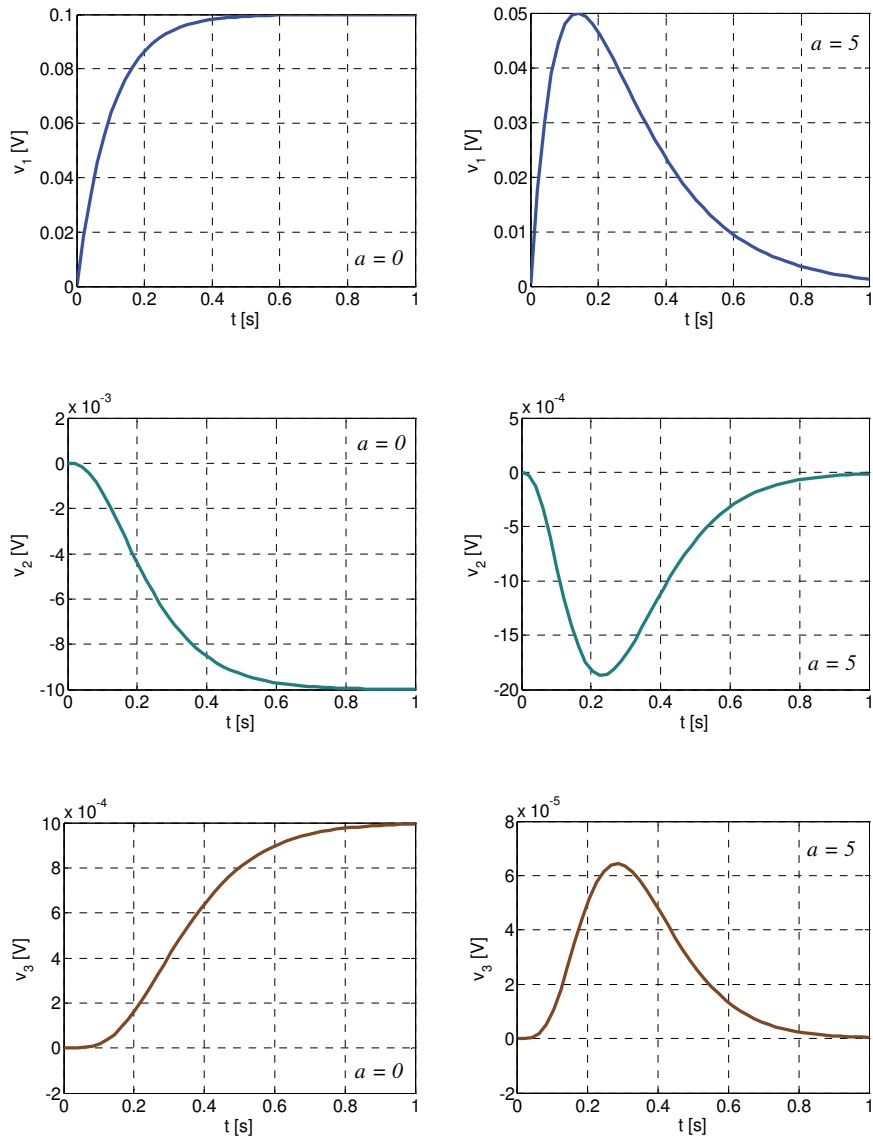 0.1
0.08
0.06
0.04
0.02
0
v1 [V]
a = 0
0 0.2 0.4 0.6 0.8 1
t [s]
0.05
0.04
0.03
0.02
0.01
0
v1 [V]
a = 5
0 0.2 0.4 0.6 0.8 1
t [s]
x 10^-3
2
0
-2
-4
-6
-8
-10
v2 [V]
a = 0
0 0.2 0.4 0.6 0.8 1
t [s]
x 10^-4
5
0
-5
-10
-15
-20
v2 [V]
a = 5
0 0.2 0.4 0.6 0.8 1
t [s]
x 10^-4
10
8
6
4
2
0
-2
v3 [V]
a = 0
0 0.2 0.4 0.6 0.8 1
t [s]
x 10^-5
8
6
4
2
0
-2
v3 [V]
a = 5
0 0.2 0.4 0.6 0.8 1
t [s]